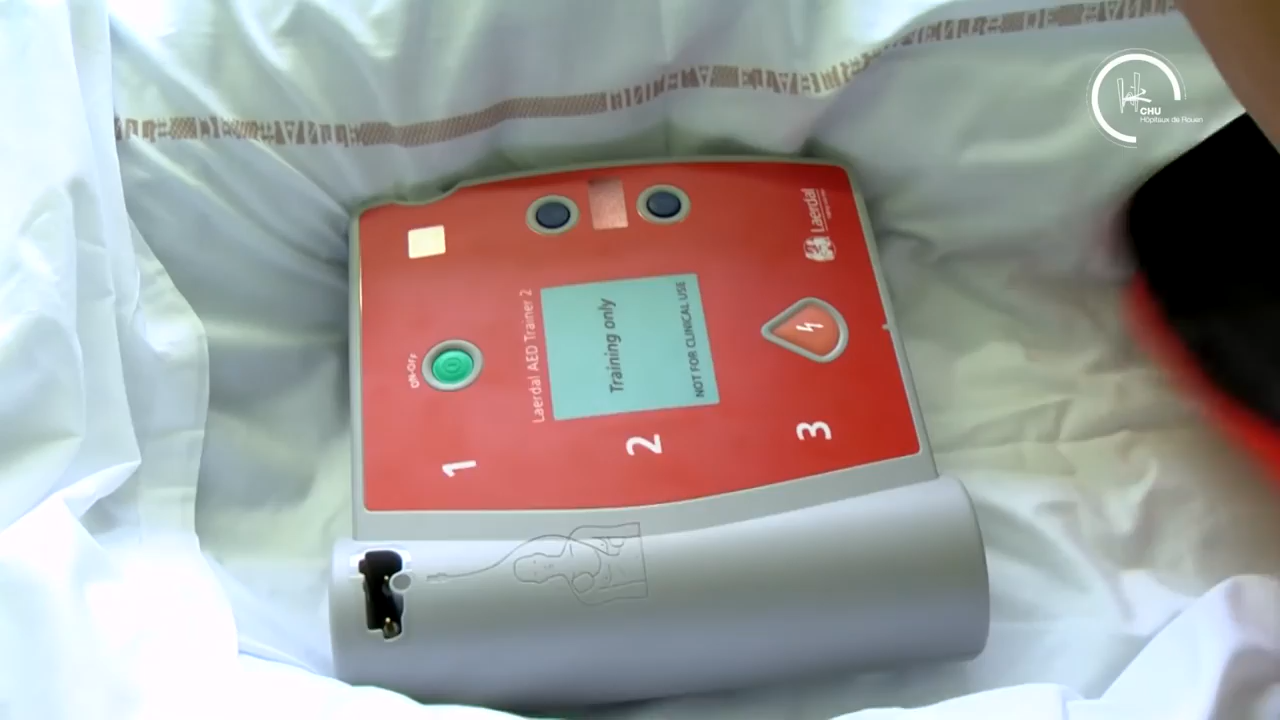 CHU
Hôpitaux de Rouen
Laerdal
ON-OFF
Laerdal AED Trainer 2
Training only
NOT FOR CLINICAL USE
1
2
3